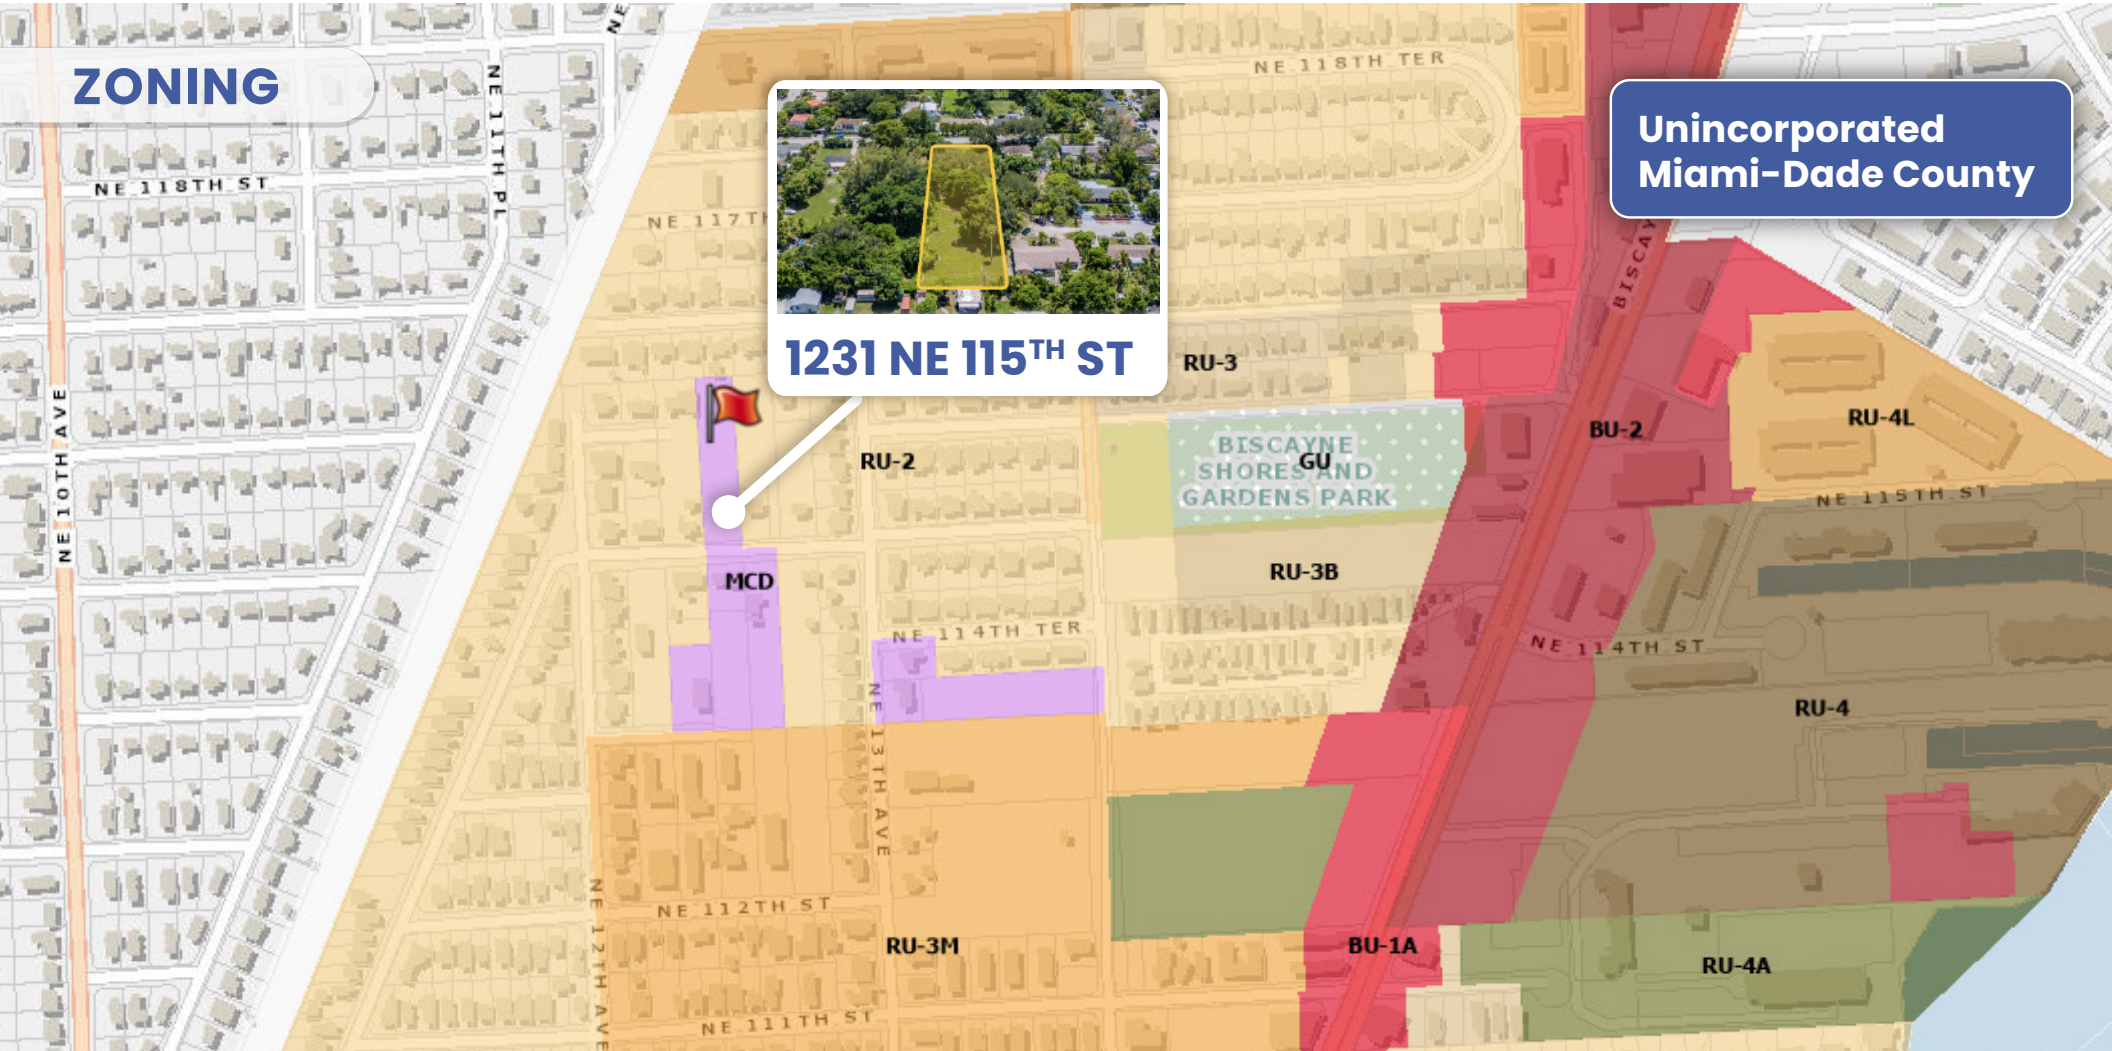 NE
ZONING
NE 11TH PL
NE 118TH TER
Unincorporated
Miami-Dade County
NE 118TH ST
NE 117TH
BISCAY
1231 NE 115TH ST
RU-3
NE 10TH AVE
RU-2
BISCAYNE
SHORES AND
GARDENS PARK
GU
BU-2
RU-4L
NE 115TH ST
RU-3B
MCD
NE 114TH TER
NE 114TH ST
NE 13TH AVE
RU-4
NE 12TH AVE
NE 112TH ST
RU-3M
BU-1A
RU-4A
NE 111TH ST